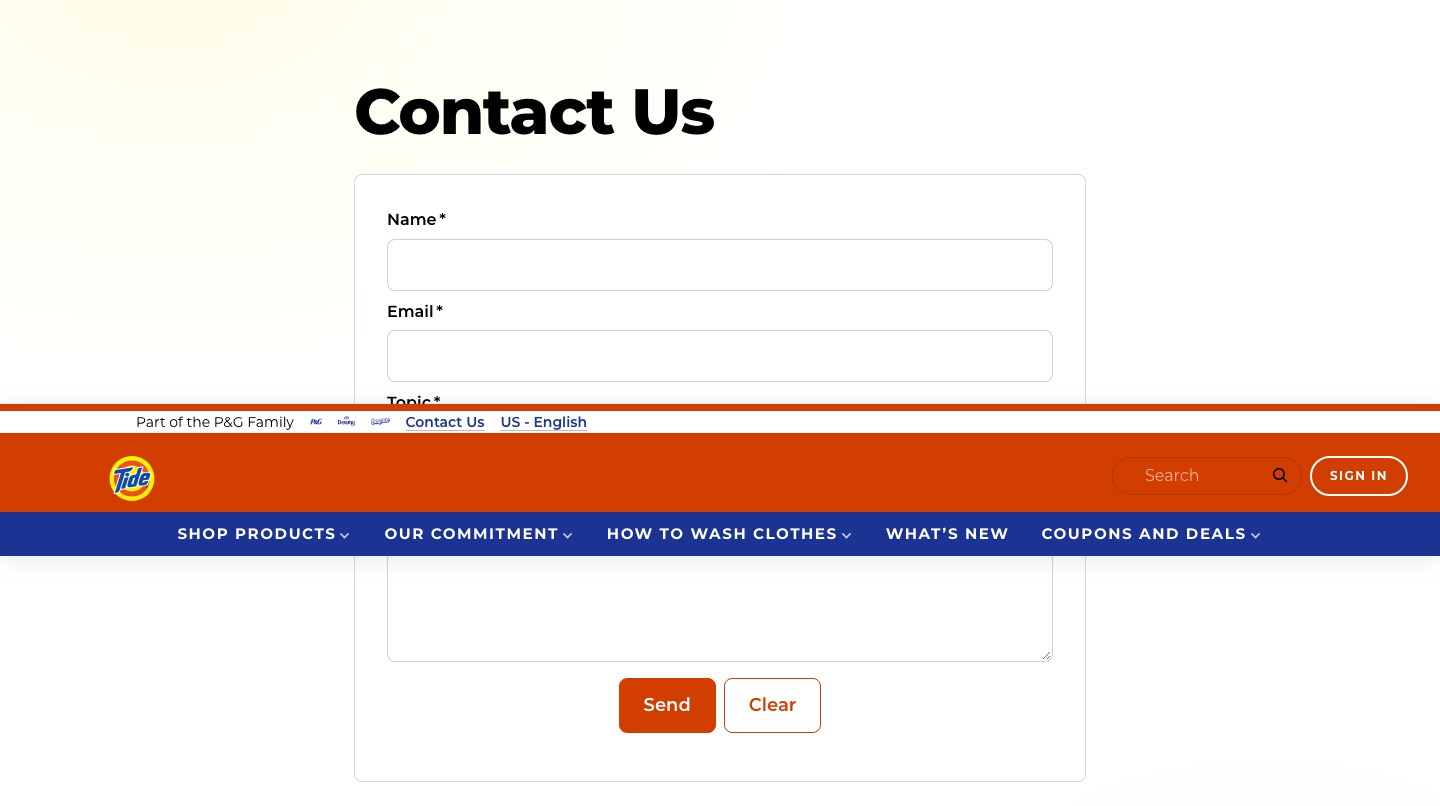 Contact Us
Name *
Email *
Topic *
Part of the P&G Family P&G Downy Contact Us US - English
Tide Search SIGN IN
SHOP PRODUCTS OUR COMMITMENT HOW TO WASH CLOTHES WHAT’S NEW COUPONS AND DEALS
Send Clear